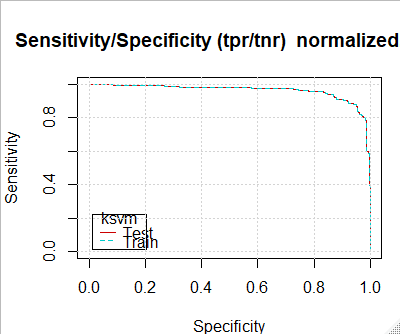 Sensitivity/Specificity (tpr/tnr) normalized
Sensitivity
0.8
0.4
0.0
ksvm
Test
Train
0.0 0.2 0.4 0.6 0.8 1.0
Specificity